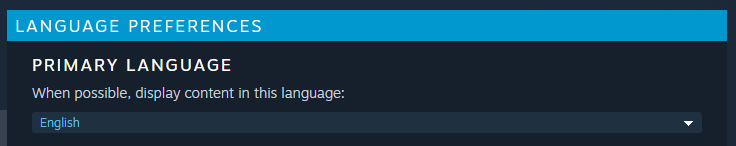 LANGUAGE PREFERENCES
PRIMARY LANGUAGE
When possible, display content in this language:
English